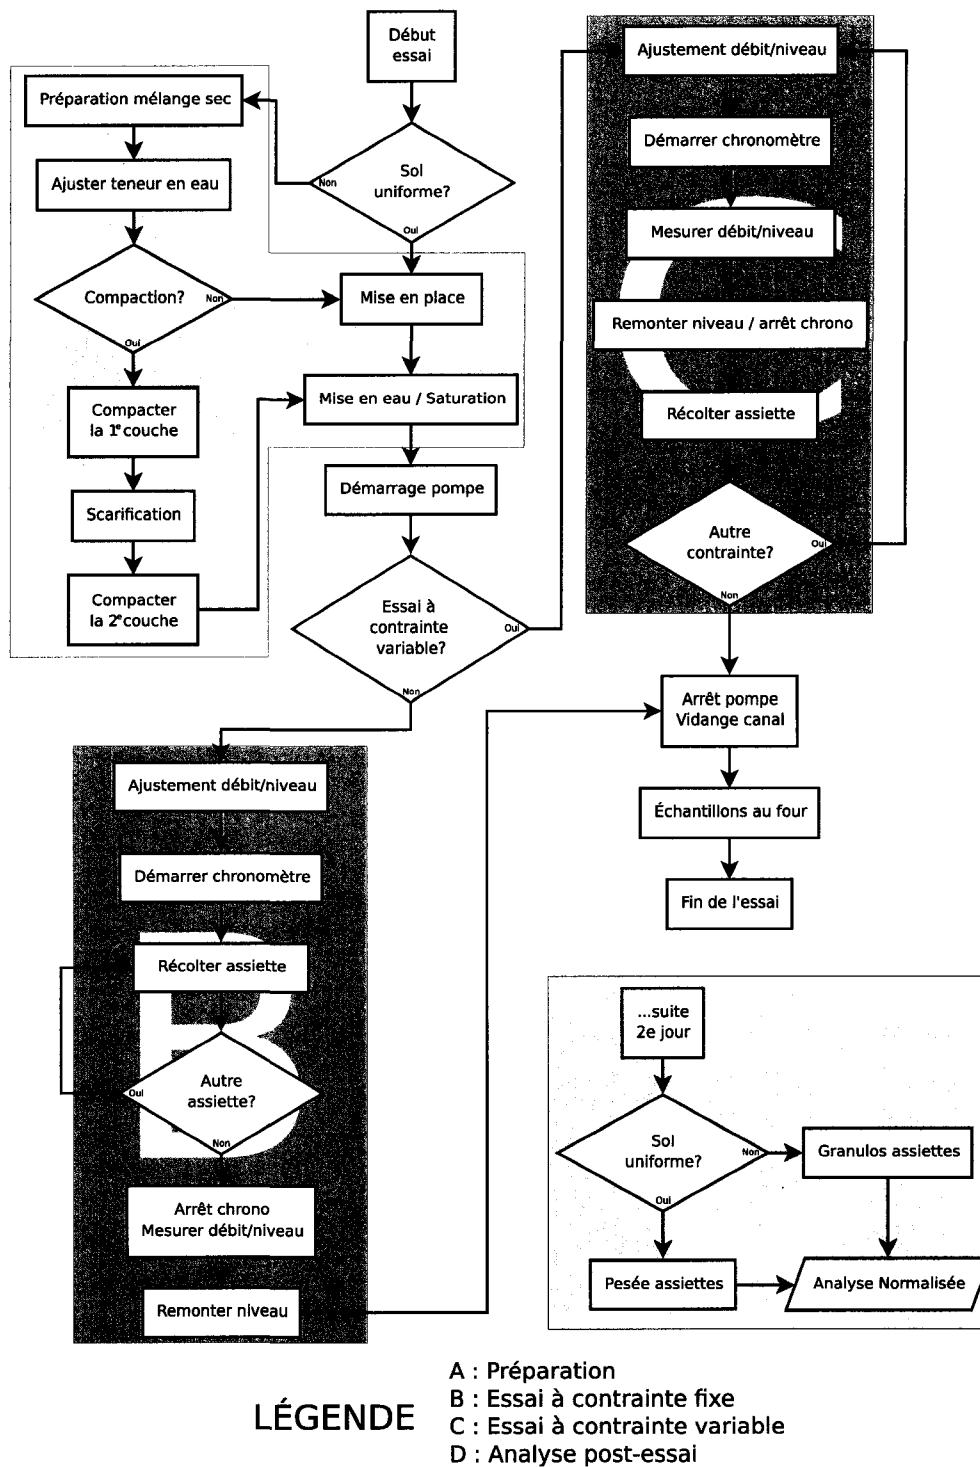 Début
essai
Préparation mélange sec
Sol
uniforme?
Non
Oui
Ajuster teneur en eau
Compaction?
Non
Oui
Mise en place
Compacter
la 1e couche
Mise en eau / Saturation
Scarification
Démarrage pompe
Compacter
la 2e couche
Essai à
contrainte
variable?
Oui
Non
C
Ajustement débit/niveau
Démarrer chronomètre
Mesurer débit/niveau
Remonter niveau / arrêt chrono
Récolter assiette
Autre
contrainte?
Oui
Non
Arrêt pompe
Vidange canal
Échantillons au four
Fin de l'essai
B
Ajustement débit/niveau
Démarrer chronomètre
Récolter assiette
Autre
assiette?
Oui
Non
Arrêt chrono
Mesurer débit/niveau
Remonter niveau
...suite
2e jour
Sol
uniforme?
Non
Oui
Granulos assiettes
Pesée assiettes
Analyse Normalisée
LÉGENDE
A : Préparation
B : Essai à contrainte fixe
C : Essai à contrainte variable
D : Analyse post-essai